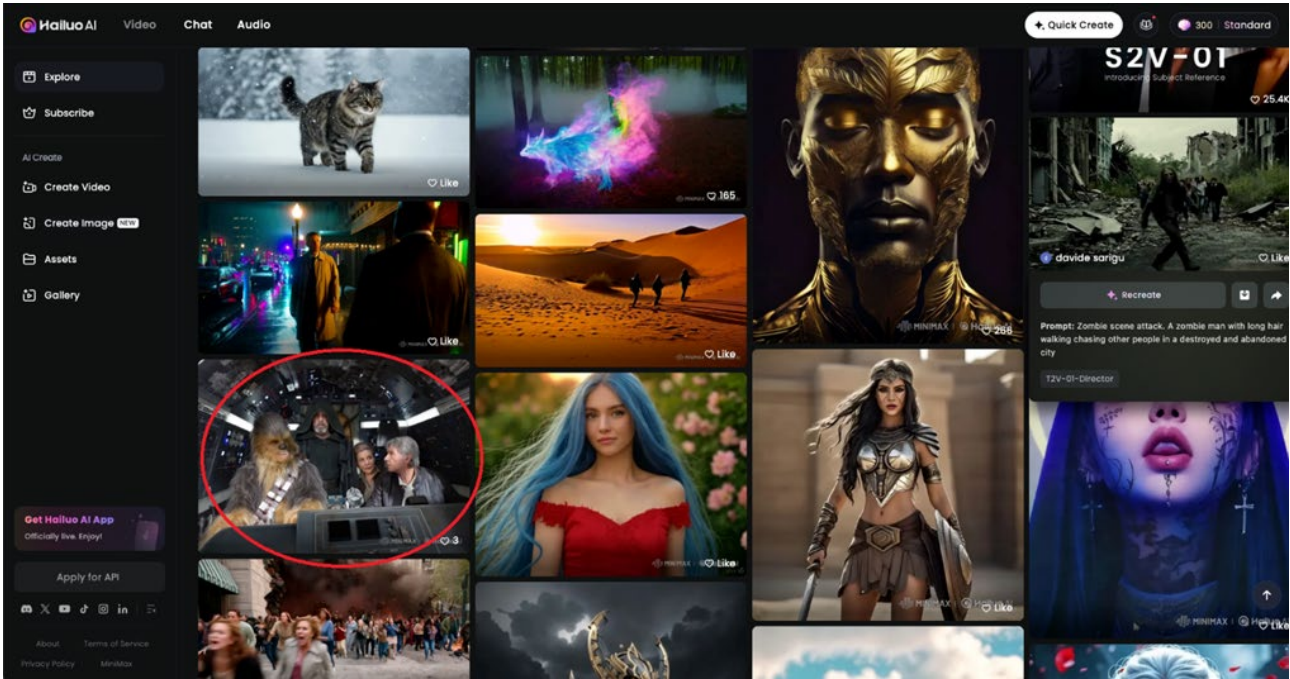 Hailuo AI
Video
Chat
Audio
Quick Create
300
Standard
Explore
Subscribe
AI Create
Create Video
Create Image NEW
Assets
Gallery
Get Hailuo AI App
Officially live. Enjoy!
Apply for API
About
Terms of Service
Privacy Policy
MiniMax
Like
Like
3
165
Like
Like
MINIMAX
266
MINIMAX
Like
S2V-01
Introducing Subject Reference
25.4K
davide sarigu
Like
Recreate
Prompt: Zombie scene attack. A zombie man with long hair
walking chasing other people in a destroyed and abandoned
city
T2V-01-Director
MINIMAX
Like